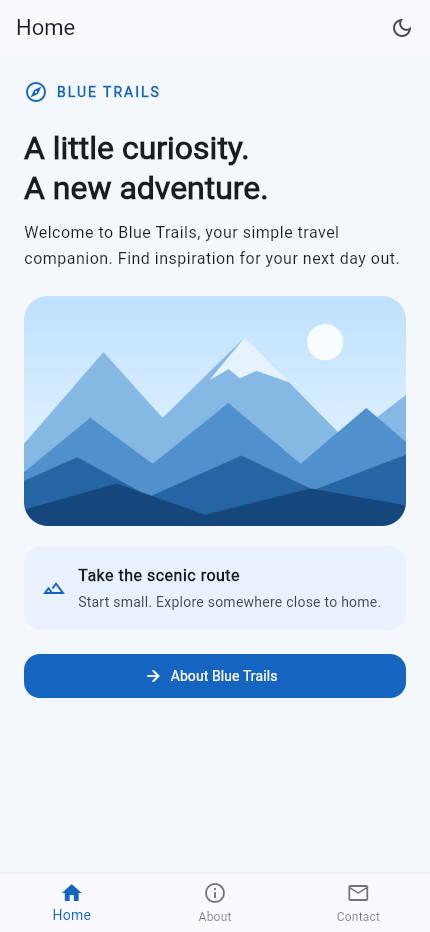 Home
BLUE TRAILS
A little curiosity.
A new adventure.
Welcome to Blue Trails, your simple travel
companion. Find inspiration for your next day out.
Take the scenic route
Start small. Explore somewhere close to home.
About Blue Trails
Home
About
Contact